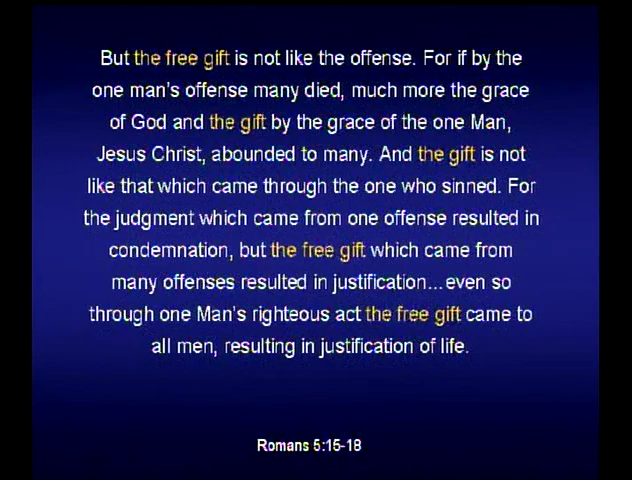 But the free gift is not like the offense. For if by the
one man's offense many died, much more the grace
of God and the gift by the grace of the one Man,
Jesus Christ, abounded to many. And the gift is not
like that which came through the one who sinned. For
the judgment which came from one offense resulted in
condemnation, but the free gift which came from
many offenses resulted in justification...even so
through one Man's righteous act the free gift came to
all men, resulting in justification of life.
Romans 5:15-18